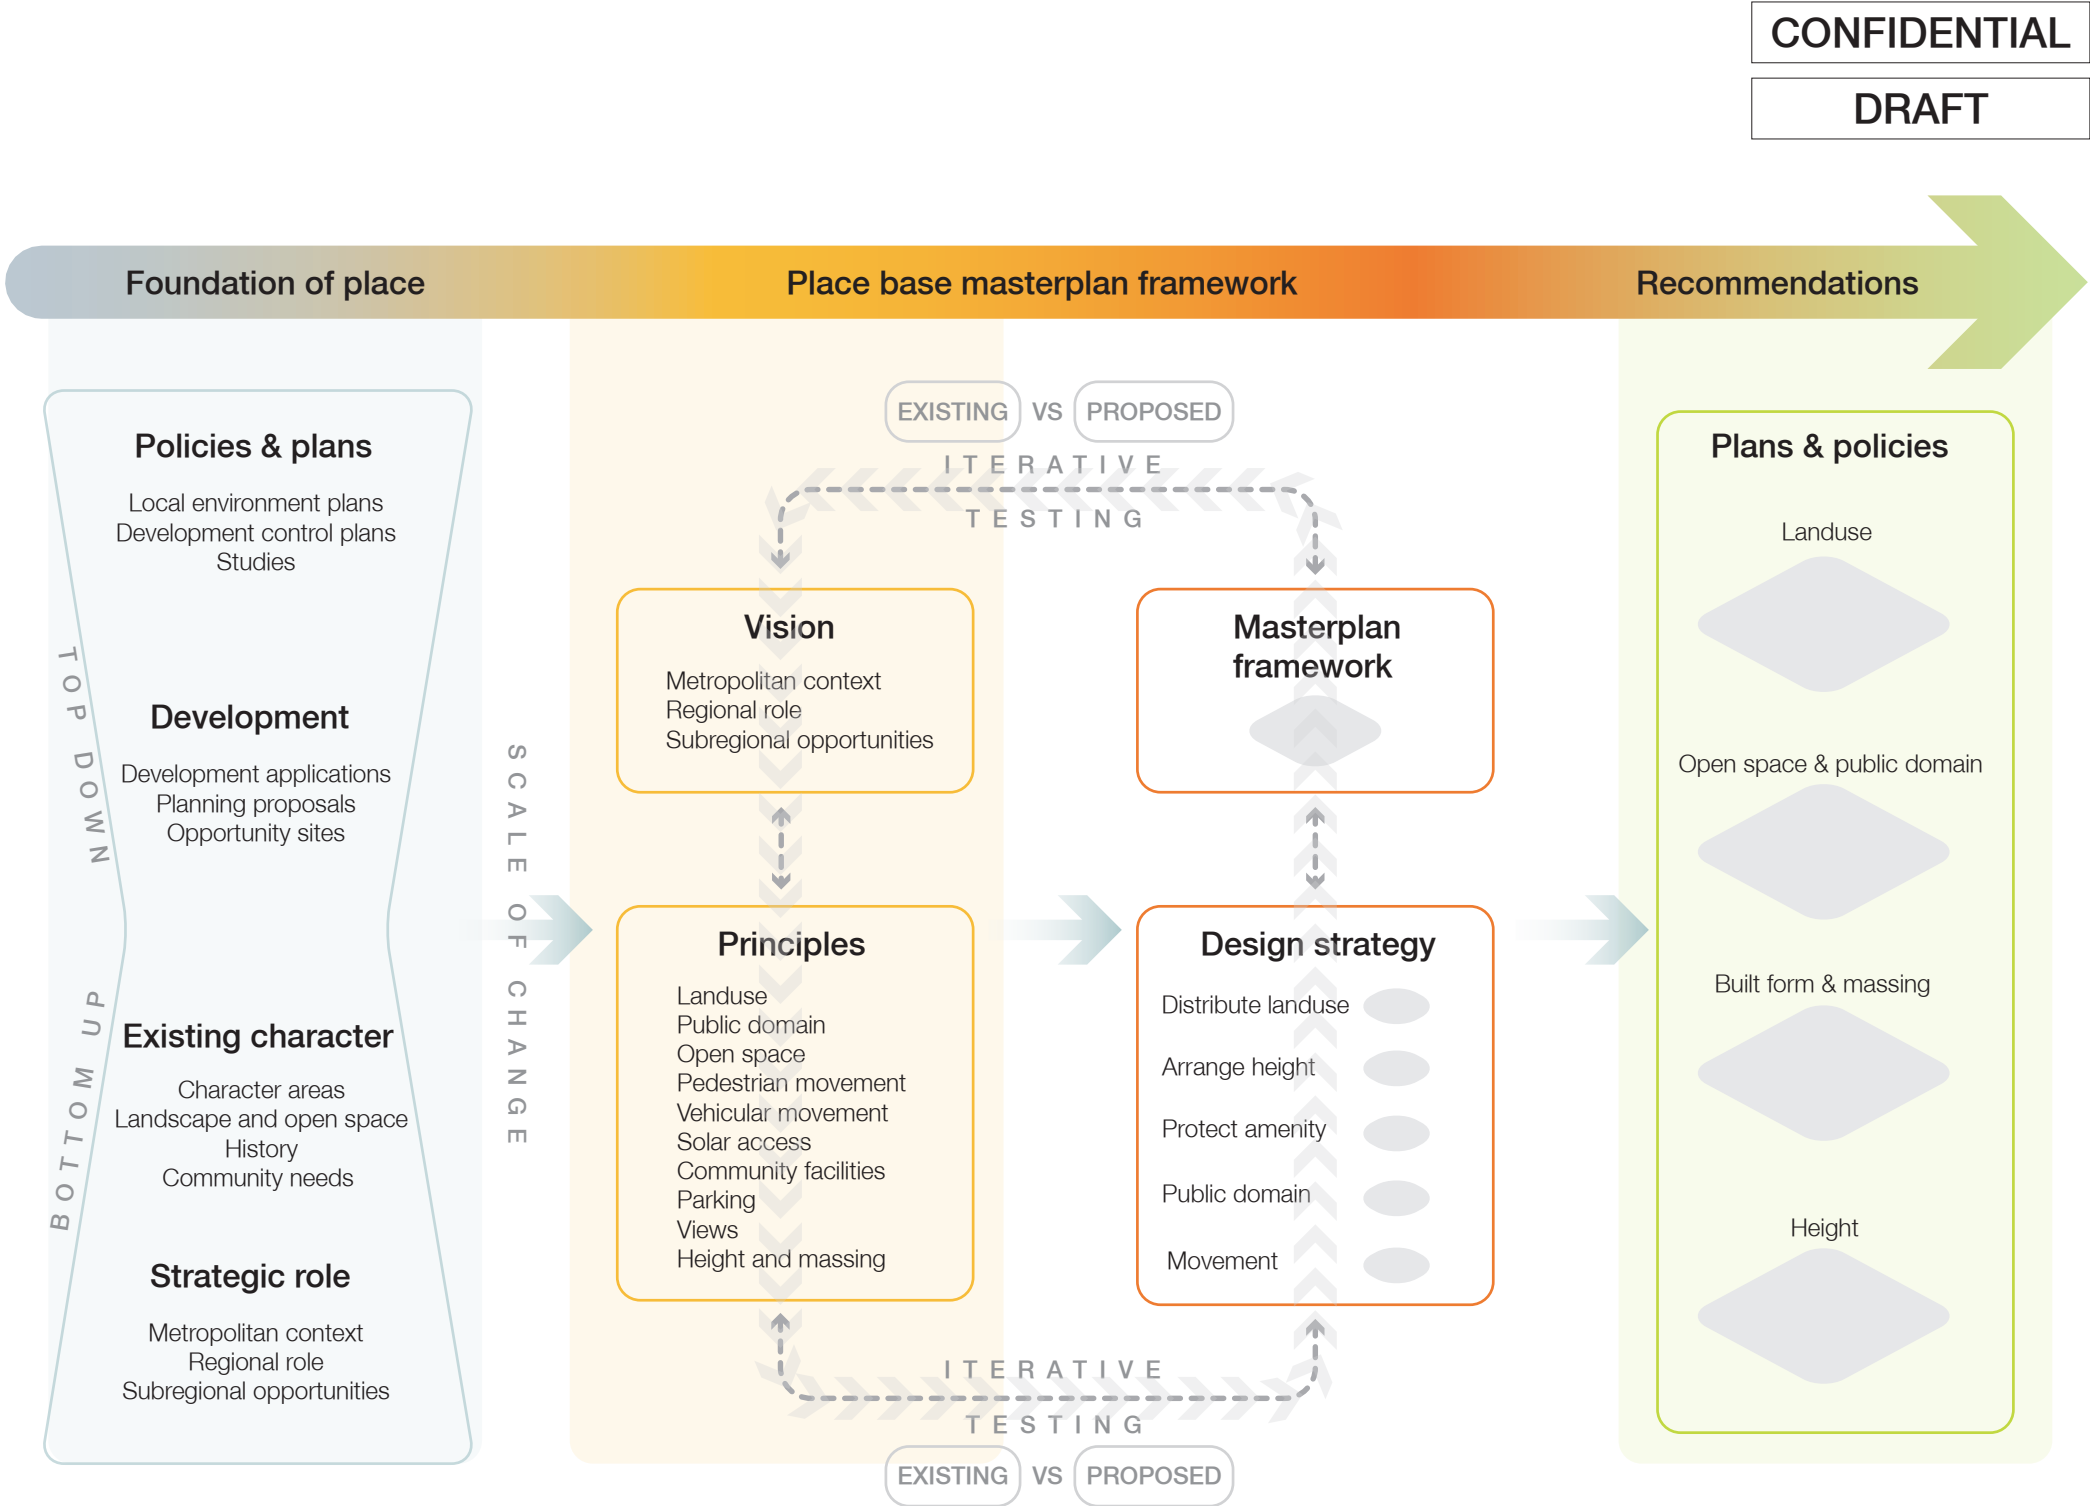 CONFIDENTIAL
DRAFT
Foundation of place
Place base masterplan framework
Recommendations
Policies & plans
Local environment plans
Development control plans
Studies
TOP DOWN
Development
Development applications
Planning proposals
Opportunity sites
BOTTOM UP
Existing character
Character areas
Landscape and open space
History
Community needs
Strategic role
Metropolitan context
Regional role
Subregional opportunities
SCALE OF CHANGE
EXISTING VS PROPOSED
ITERATIVE
TESTING
Vision
Metropolitan context
Regional role
Subregional opportunities
Principles
Landuse
Public domain
Open space
Pedestrian movement
Vehicular movement
Solar access
Community facilities
Parking
Views
Height and massing
Masterplan
framework
Design strategy
Distribute landuse
Arrange height
Protect amenity
Public domain
Movement
ITERATIVE
TESTING
EXISTING VS PROPOSED
Plans & policies
Landuse
Open space & public domain
Built form & massing
Height